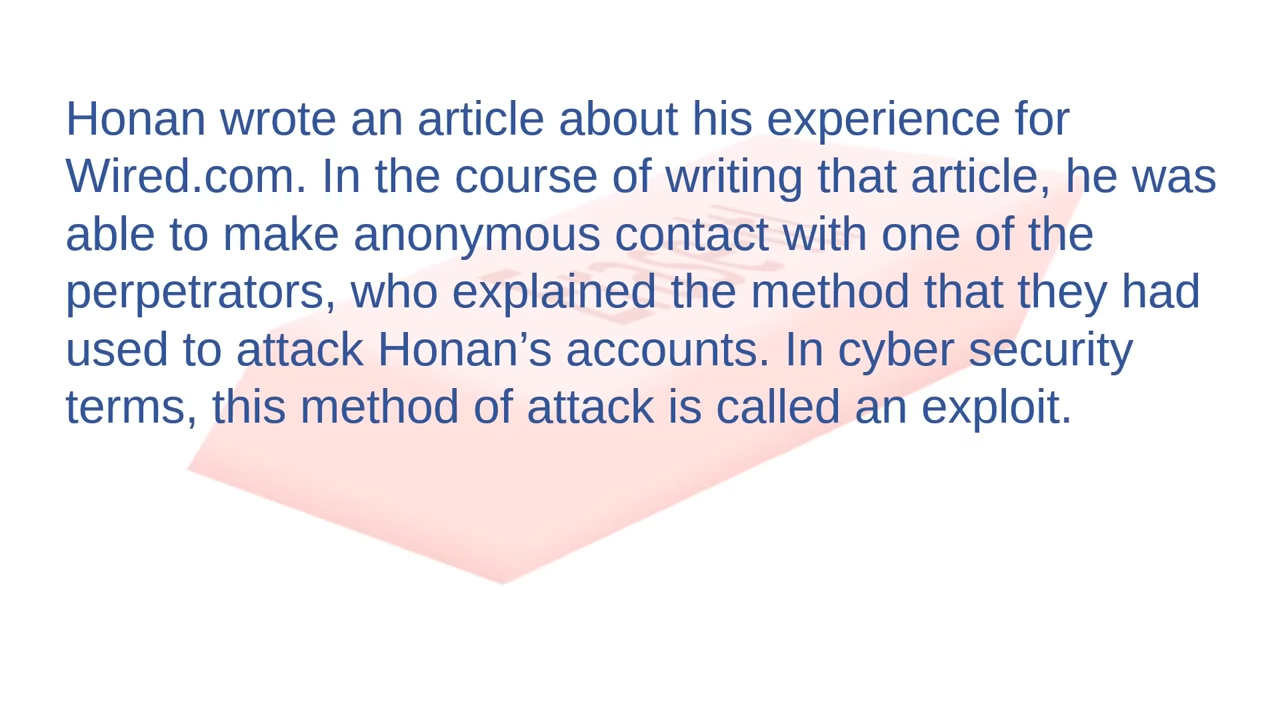 Honan wrote an article about his experience for
Wired.com. In the course of writing that article, he was
able to make anonymous contact with one of the
perpetrators, who explained the method that they had
used to attack Honan’s accounts. In cyber security
terms, this method of attack is called an exploit.